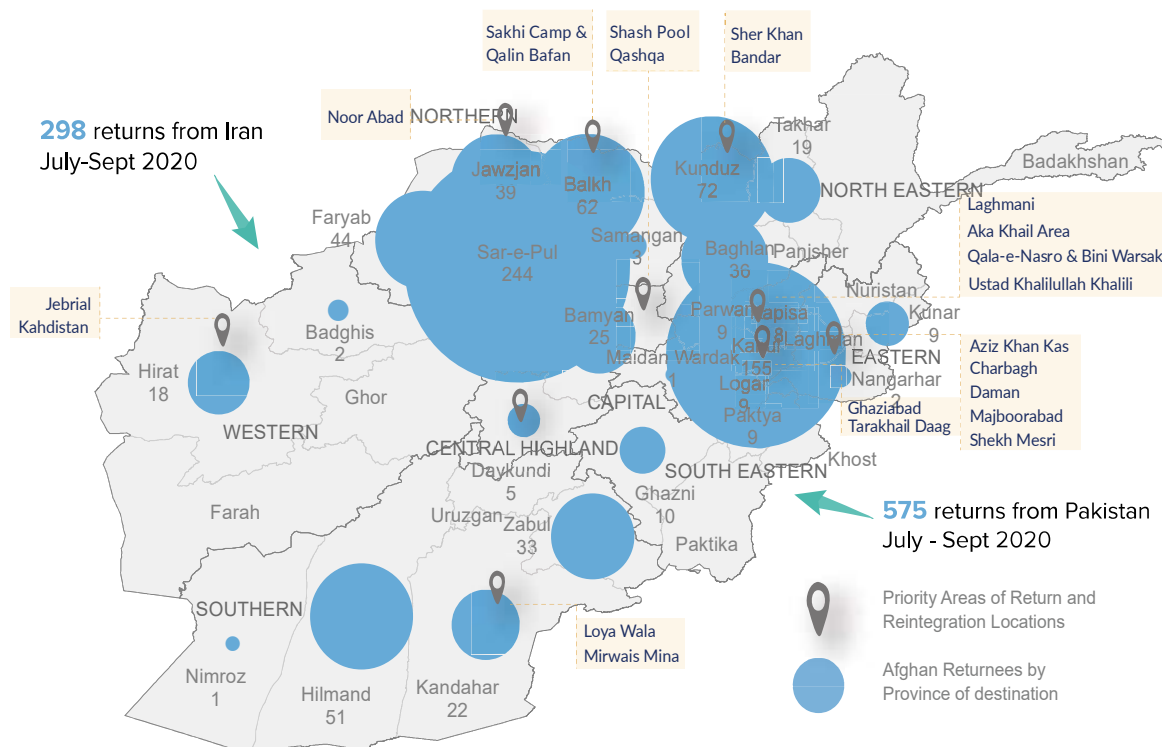 Sakhi Camp &
Qalin Bafan
Shash Pool
Qashqa
Sher Khan
Bandar
Noor Abad
NORTHERN
298 returns from Iran
July-Sept 2020
Takhar
19
Badakhshan
Jawzjan
39
Balkh
62
Kunduz
72
NORTH EASTERN
Laghmani
Aka Khail Area
Qala-e-Nasro & Bini Warsak
Ustad Khalilullah Khalili
Faryab
44
Sar-e-Pul
244
Samangan
3
Baghlan
36
Panjsher
Nuristan
Kunar
9
Jebrial
Kahdistan
Badghis
2
Bamyan
25
Parwan
9
Kapisa
8
Laghman
Kabul
155
Maidan Wardak
1
Logar
9
EASTERN
Nangarhar
2
Aziz Khan Kas
Charbagh
Daman
Majboorabad
Shekh Mesri
Hirat
18
Ghor
WESTERN
CAPITAL
Paktya
9
Ghaziabad
Tarakhail Daag
CENTRAL HIGHLAND
Daykundi
5
SOUTH EASTERN
Khost
Ghazni
10
Farah
Uruzgan
Zabul
33
Paktika
575 returns from Pakistan
July - Sept 2020
SOUTHERN
Nimroz
1
Hilmand
51
Kandahar
22
Loya Wala
Mirwais Mina
Priority Areas of Return and
Reintegration Locations
Afghan Returnees by
Province of destination